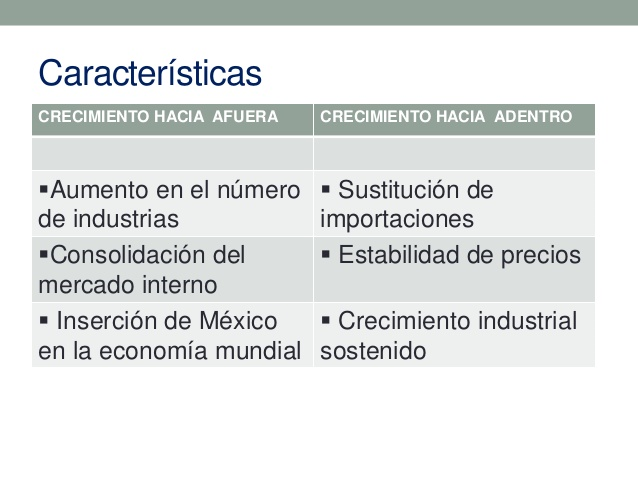 Características
CRECIMIENTO HACIA AFUERA
CRECIMIENTO HACIA ADENTRO
▪Aumento en el número
de industrias
▪ Sustitución de
importaciones
▪Consolidación del
mercado interno
▪ Estabilidad de precios
▪ Inserción de México
en la economía mundial
▪ Crecimiento industrial
sostenido